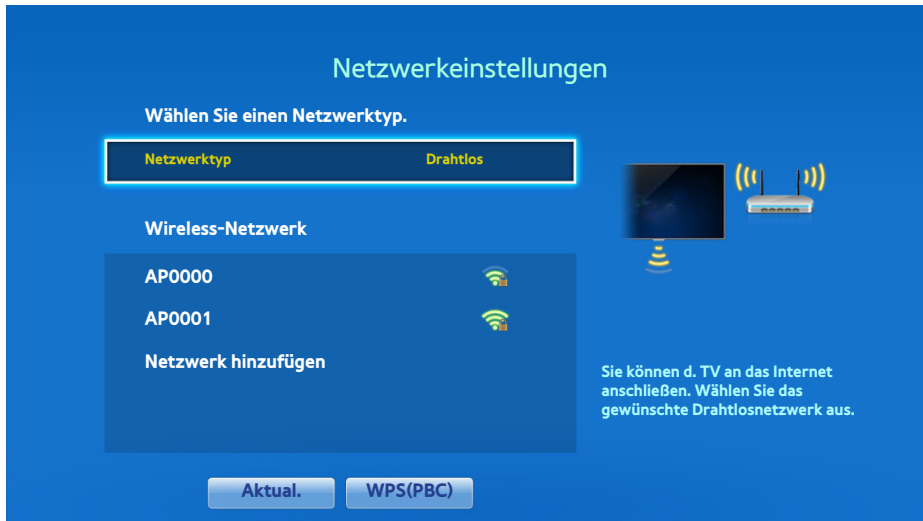 Netzwerkeinstellungen
Wählen Sie einen Netzwerktyp.
Netzwerktyp Drahtlos
Wireless-Netzwerk
AP0000
AP0001
Netzwerk hinzufügen
Sie können d. TV an das Internet
anschließen. Wählen Sie das
gewünschte Drahtlosnetzwerk aus.
Aktual. WPS(PBC)